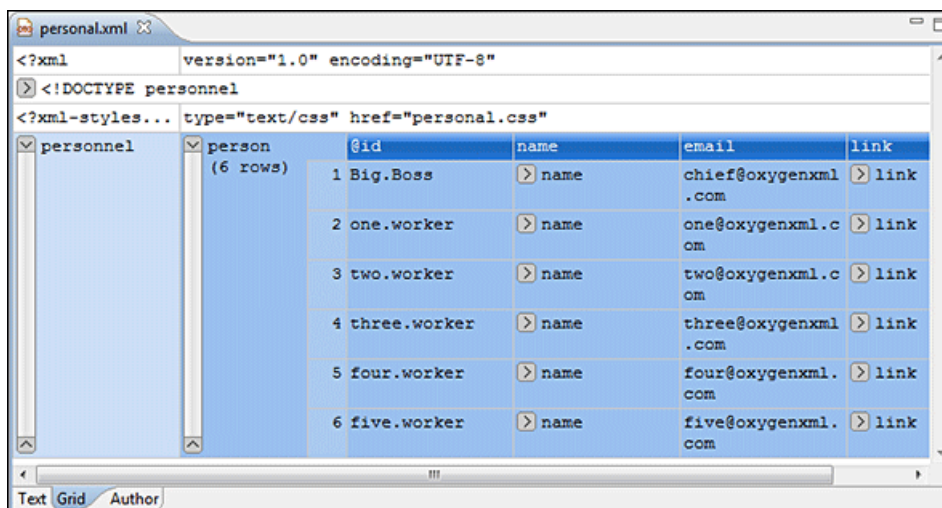 personal.xml
<?xml version="1.0" encoding="UTF-8"
<!DOCTYPE personnel
<?xml-styles... type="text/css" href="personal.css"
personnel person @id name email link
(6 rows)
1 Big.Boss name chief@oxygenxml link
.com
2 one.worker name one@oxygenxml.c link
om
3 two.worker name two@oxygenxml.c link
om
4 three.worker name three@oxygenxml link
.com
5 four.worker name four@oxygenxml. link
com
6 five.worker name five@oxygenxml. link
com
Text Grid Author